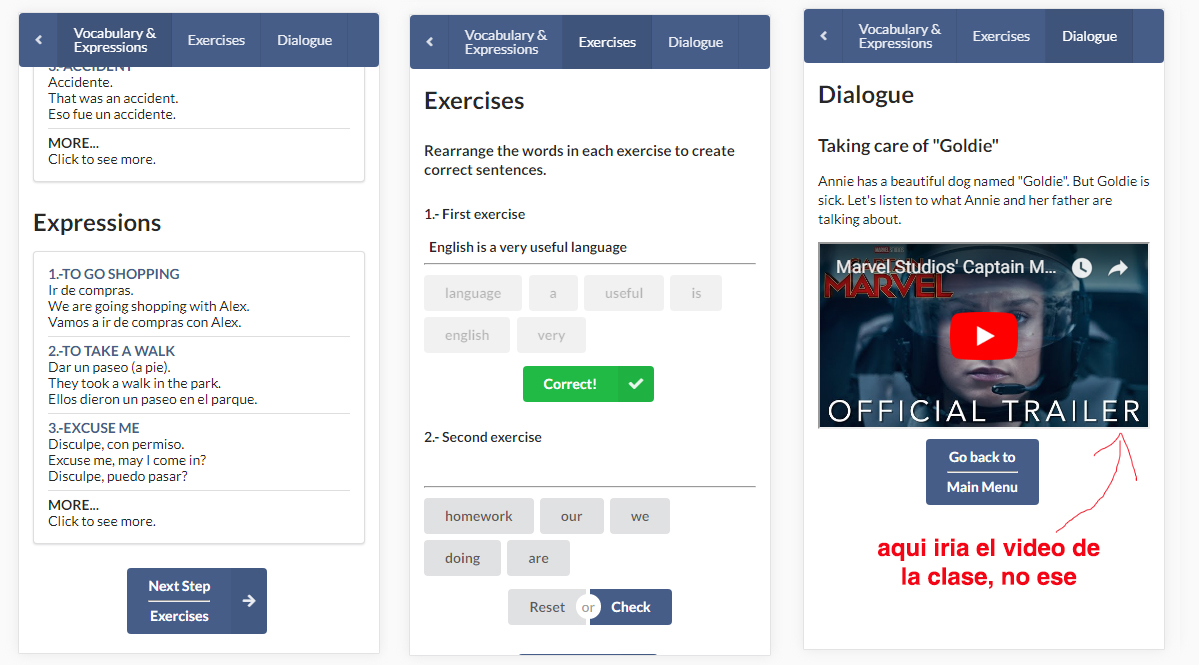 Vocabulary &
Expressions
Exercises
Dialogue
3.-ACCIDENT
Accidente.
That was an accident.
Eso fue un accidente.
MORE...
Click to see more.
Expressions
1.-TO GO SHOPPING
Ir de compras.
We are going shopping with Alex.
Vamos a ir de compras con Alex.
2.-TO TAKE A WALK
Dar un paseo (a pie).
They took a walk in the park.
Ellos dieron un paseo en el parque.
3.-EXCUSE ME
Disculpe, con permiso.
Excuse me, may I come in?
Disculpe, puedo pasar?
MORE...
Click to see more.
Next Step
Exercises
Vocabulary &
Expressions
Exercises
Dialogue
Exercises
Rearrange the words in each exercise to create
correct sentences.
1.- First exercise
English is a very useful language
language a useful is
english very
Correct!
2.- Second exercise
homework our we
doing are
Reset or Check
Vocabulary &
Expressions
Exercises
Dialogue
Dialogue
Taking care of "Goldie"
Annie has a beautiful dog named "Goldie". But Goldie is
sick. Let's listen to what Annie and her father are
talking about.
Marvel Studios' Captain M...
MARVEL
OFFICIAL TRAILER
Go back to
Main Menu
aqui iria el video de
la clase, no ese